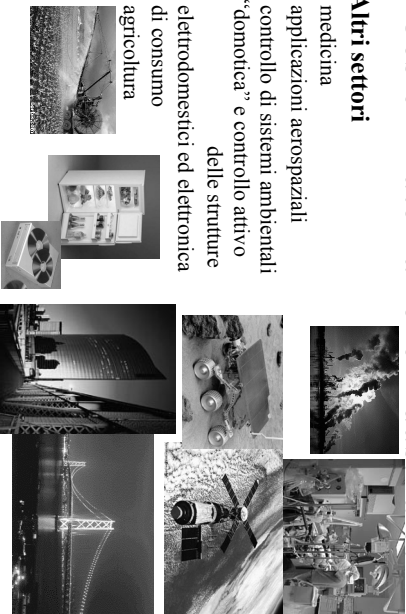 Altri settori
medicina
applicazioni aerospaziali
controllo di sistemi ambientali
“domotica” e controllo attivo
delle strutture
elettrodomestici ed elettronica
di consumo
agricoltura